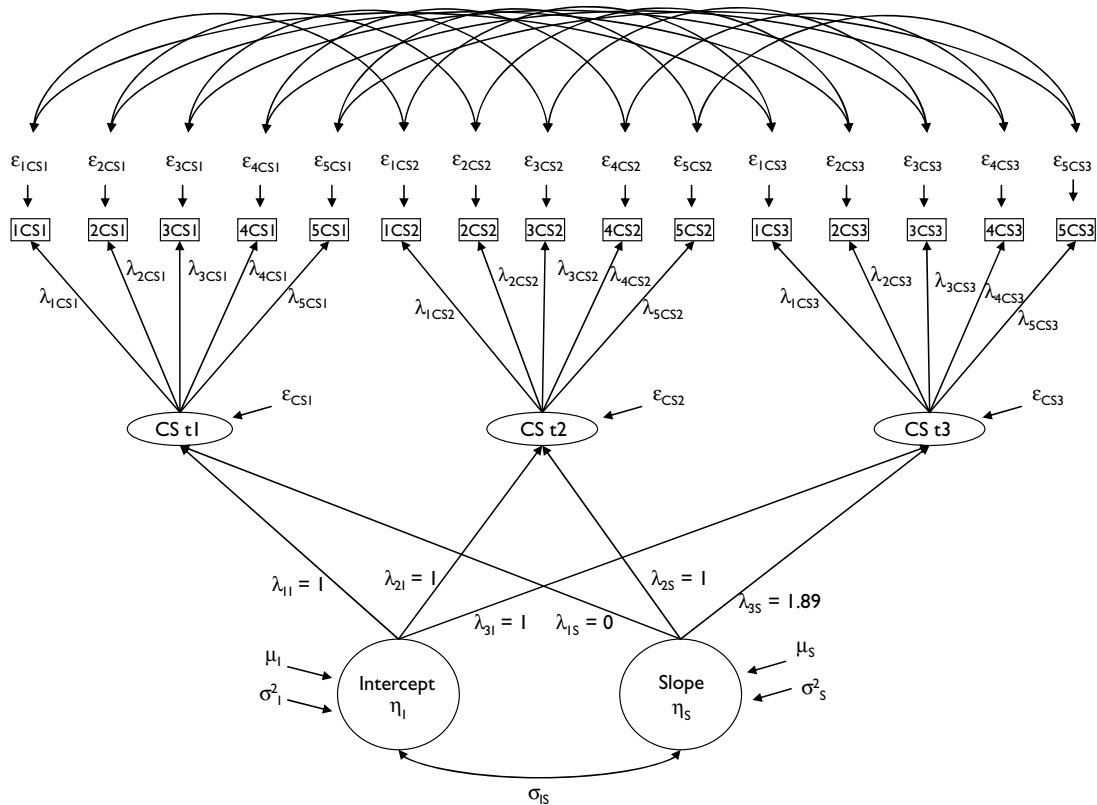 ε1CS1 ε2CS1 ε3CS1 ε4CS1 ε5CS1 ε1CS2 ε2CS2 ε3CS2 ε4CS2 ε5CS2 ε1CS3 ε2CS3 ε3CS3 ε4CS3 ε5CS3
1CS1 2CS1 3CS1 4CS1 5CS1 1CS2 2CS2 3CS2 4CS2 5CS2 1CS3 2CS3 3CS3 4CS3 5CS3
λ1CS1 λ2CS1 λ3CS1 λ4CS1 λ5CS1 λ1CS2 λ2CS2 λ3CS2 λ4CS2 λ5CS2 λ1CS3 λ2CS3 λ3CS3 λ4CS3 λ5CS3
εCS1 εCS2 εCS3
CS t1 CS t2 CS t3
λ1I = 1 λ2I = 1 λ2S = 1 λ3S = 1.89
λ3I = 1 λ1S = 0
μI μS
σ²I σ²S
Intercept Slope
ηI ηS
σIS